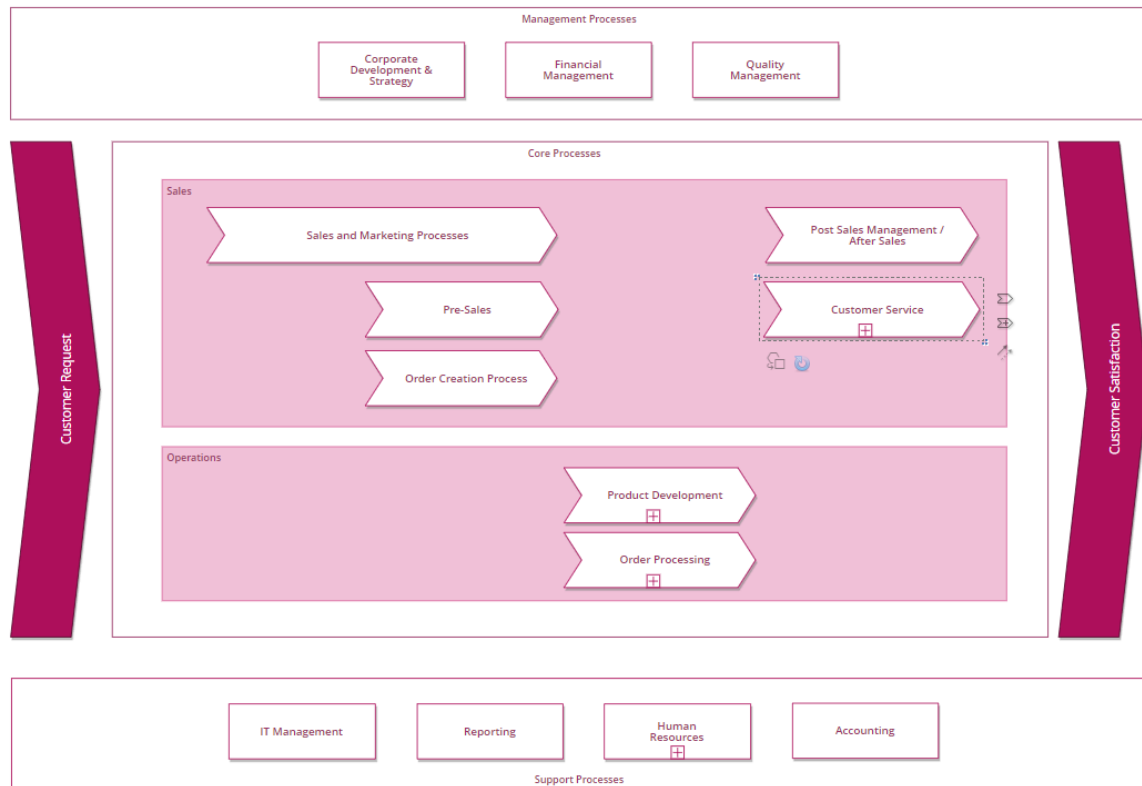 Management Processes
Corporate
Development &
Strategy
Financial
Management
Quality
Management
Customer Request
Core Processes
Sales
Sales and Marketing Processes
Post Sales Management /
After Sales
Pre-Sales
Customer Service
Order Creation Process
Operations
Product Development
Order Processing
Customer Satisfaction
IT Management
Reporting
Human
Resources
Accounting
Support Processes